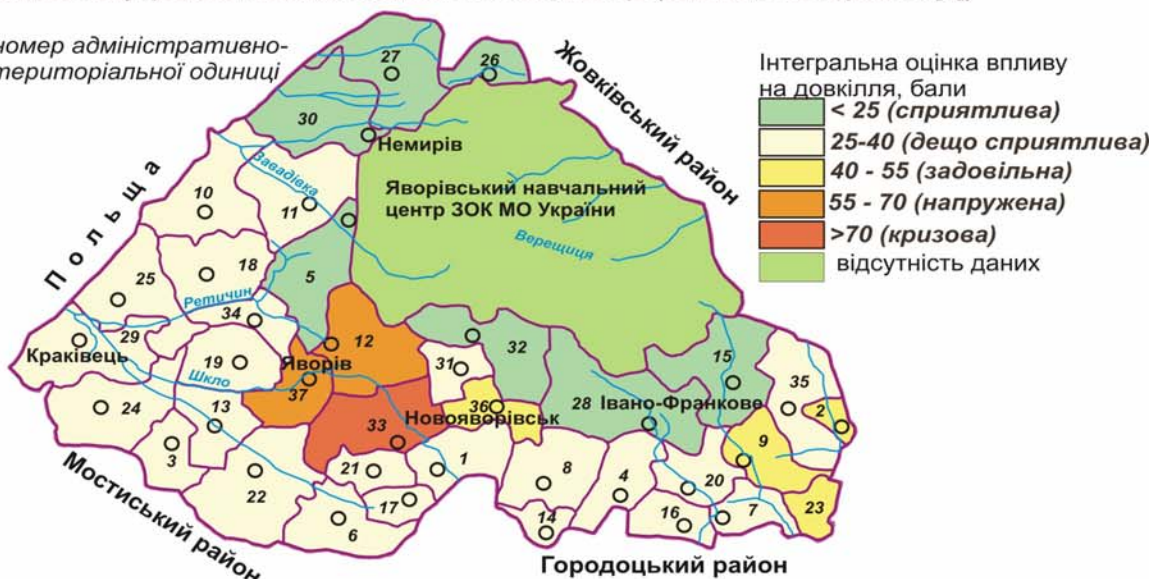 номер адміністративно-
територіальної одиниці
Інтегральна оцінка впливу
на довкілля, бали
< 25 (сприятлива)
25-40 (дещо сприятлива)
40 - 55 (задовільна)
55 - 70 (напружена)
>70 (кризова)
відсутність даних
Жовківський район
Польща
Мостиський район
Городоцький район
27
26
30
Немирів
Завадівка
Яворівський навчальний
центр ЗОК МО України
Верещиця
10
11
25
18
5
Ретичин
34
29
Краківець
19
Яворів
12
Шкло
37
31
32
15
35
24
13
36
Новояворівськ
28
Івано-Франкове
2
3
33
9
22
21
1
8
4
20
17
6
14
16
7
23